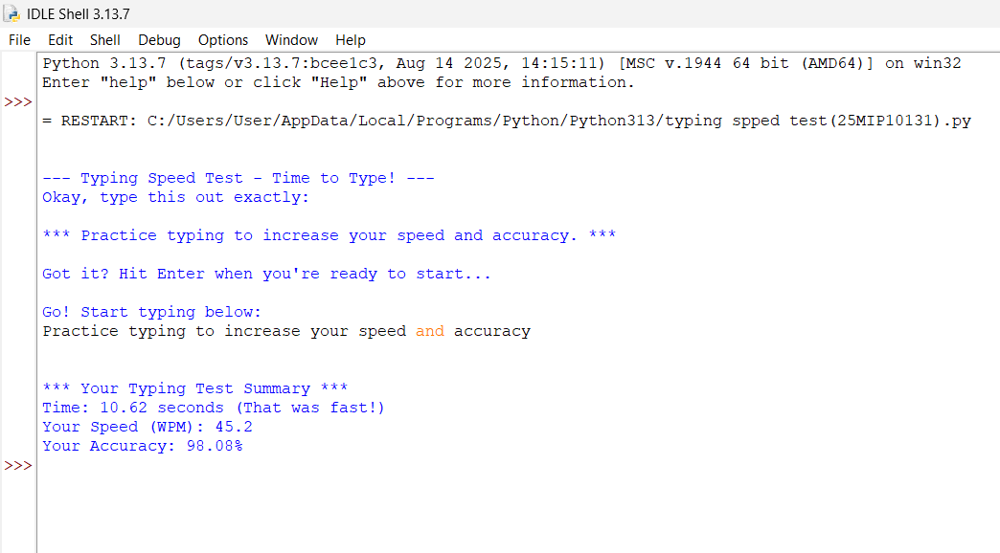 IDLE Shell 3.13.7
File Edit Shell Debug Options Window Help
Python 3.13.7 (tags/v3.13.7:bcee1c3, Aug 14 2025, 14:15:11) [MSC v.1944 64 bit (AMD64)] on win32
Enter "help" below or click "Help" above for more information.
>>>
= RESTART: C:/Users/User/AppData/Local/Programs/Python/Python313/typing spped test(25MIP10131).py
--- Typing Speed Test - Time to Type! ---
Okay, type this out exactly:
*** Practice typing to increase your speed and accuracy. ***
Got it? Hit Enter when you're ready to start...
Go! Start typing below:
Practice typing to increase your speed and accuracy
*** Your Typing Test Summary ***
Time: 10.62 seconds (That was fast!)
Your Speed (WPM): 45.2
Your Accuracy: 98.08%
>>>